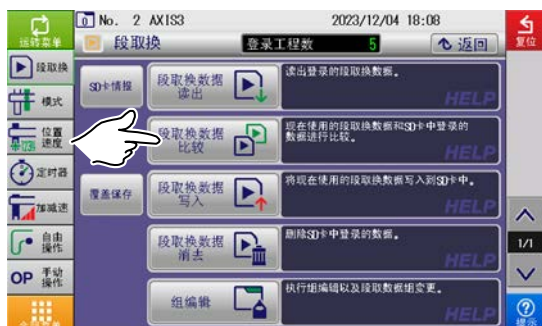 运转菜单
0 No. 2 AXIS3 2023/12/04 18:08
复位
段取换
登录工程数 5
返回
段取换
模式
位置
速度
定时器
加减速
自由
操作
OP 手动
操作
SD卡情报
覆盖保存
段取换数据
读出
读出登录的段取换数据。
HELP
段取换数据
比较
现在使用的段取换数据和SD卡中登录的
数据进行比较。
HELP
段取换数据
写入
将现在使用的段取换数据写入到SD卡中。
HELP
段取换数据
消去
删除SD卡中登录的数据。
HELP
组编辑
执行组编辑以及段取数据组变更。
HELP
1/1
提示